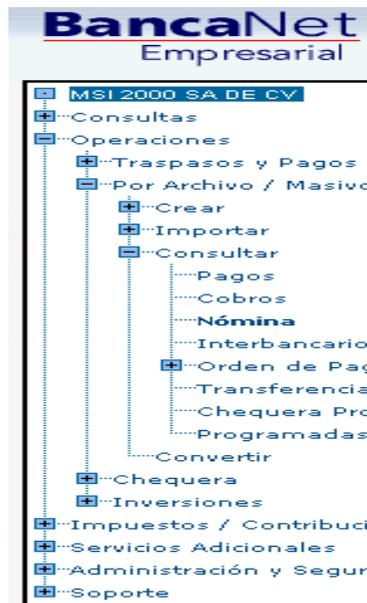 BancaNet
Empresarial
MSI 2000 SA DE CV
Consultas
Operaciones
Traspasos y Pagos
Por Archivo / Masivo
Crear
Importar
Consultar
Pagos
Cobros
Nómina
Interbancario
Orden de Pag
Transferencia
Chequera Pro
Programadas
Convertir
Chequera
Inversiones
Impuestos / Contribuci
Servicios Adicionales
Administración y Segur
Soporte